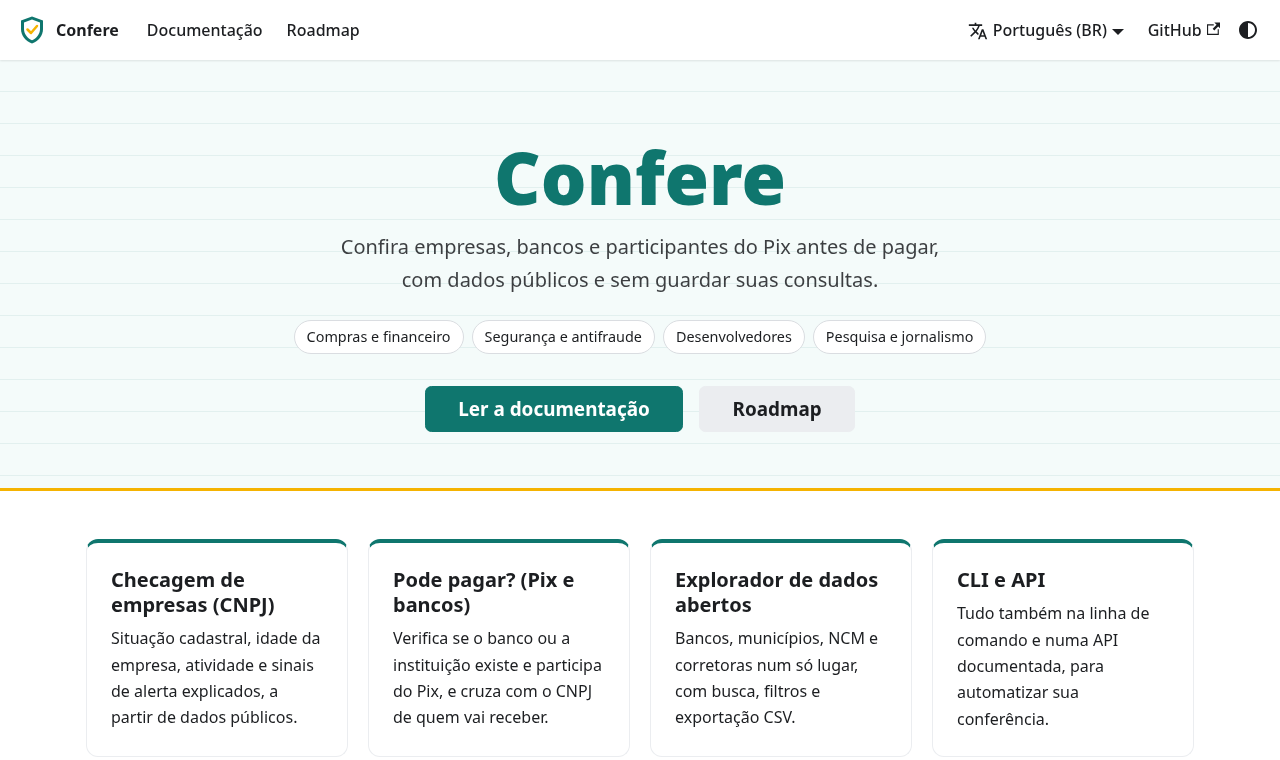 Confere
Documentação
Roadmap
Português (BR)
GitHub
Confere
Confira empresas, bancos e participantes do Pix antes de pagar,
com dados públicos e sem guardar suas consultas.
Compras e financeiro
Segurança e antifraude
Desenvolvedores
Pesquisa e jornalismo
Ler a documentação
Roadmap
Checagem de
empresas (CNPJ)
Situação cadastral, idade da
empresa, atividade e sinais
de alerta explicados, a
partir de dados públicos.
Pode pagar? (Pix e
bancos)
Verifica se o banco ou a
instituição existe e participa
do Pix, e cruza com o CNPJ
de quem vai receber.
Explorador de dados
abertos
Bancos, municípios, NCM e
corretoras num só lugar,
com busca, filtros e
exportação CSV.
CLI e API
Tudo também na linha de
comando e numa API
documentada, para
automatizar sua
conferência.